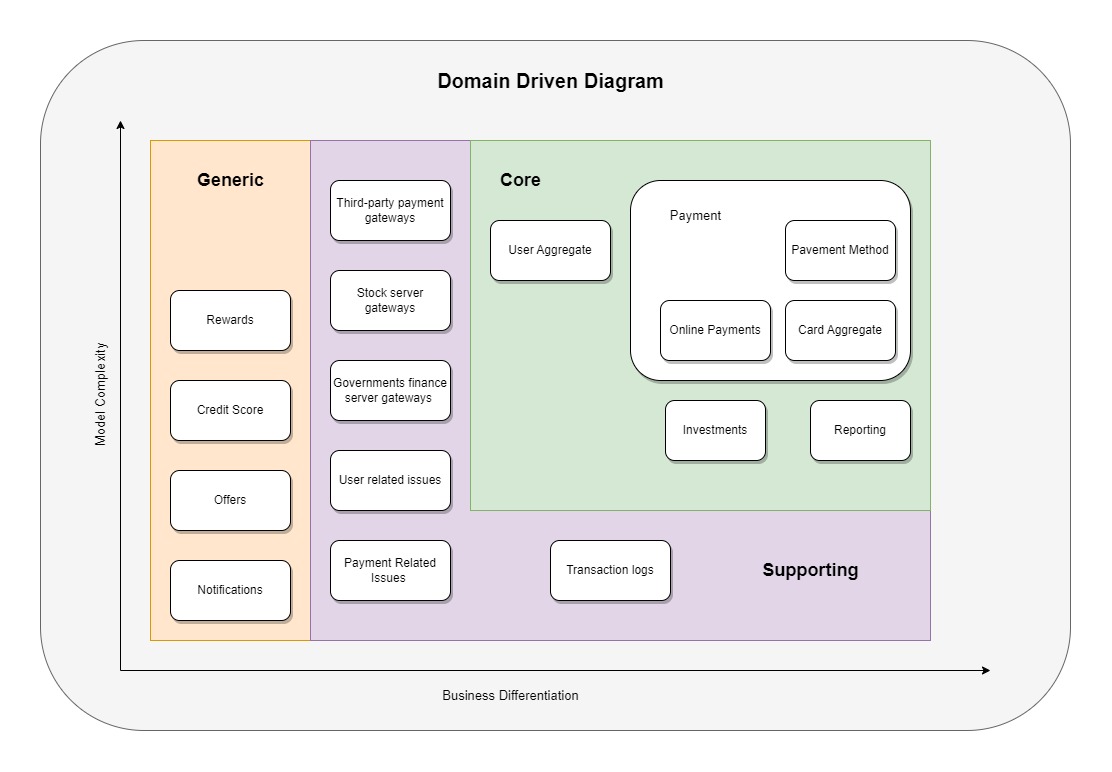 Domain Driven Diagram
Model Complexity
Generic
Rewards
Credit Score
Offers
Notifications
Third-party payment
gateways
Stock server
gateways
Governments finance
server gateways
User related issues
Payment Related
Issues
Core
User Aggregate
Payment
Pavement Method
Online Payments
Card Aggregate
Investments
Reporting
Transaction logs
Supporting
Business Differentiation